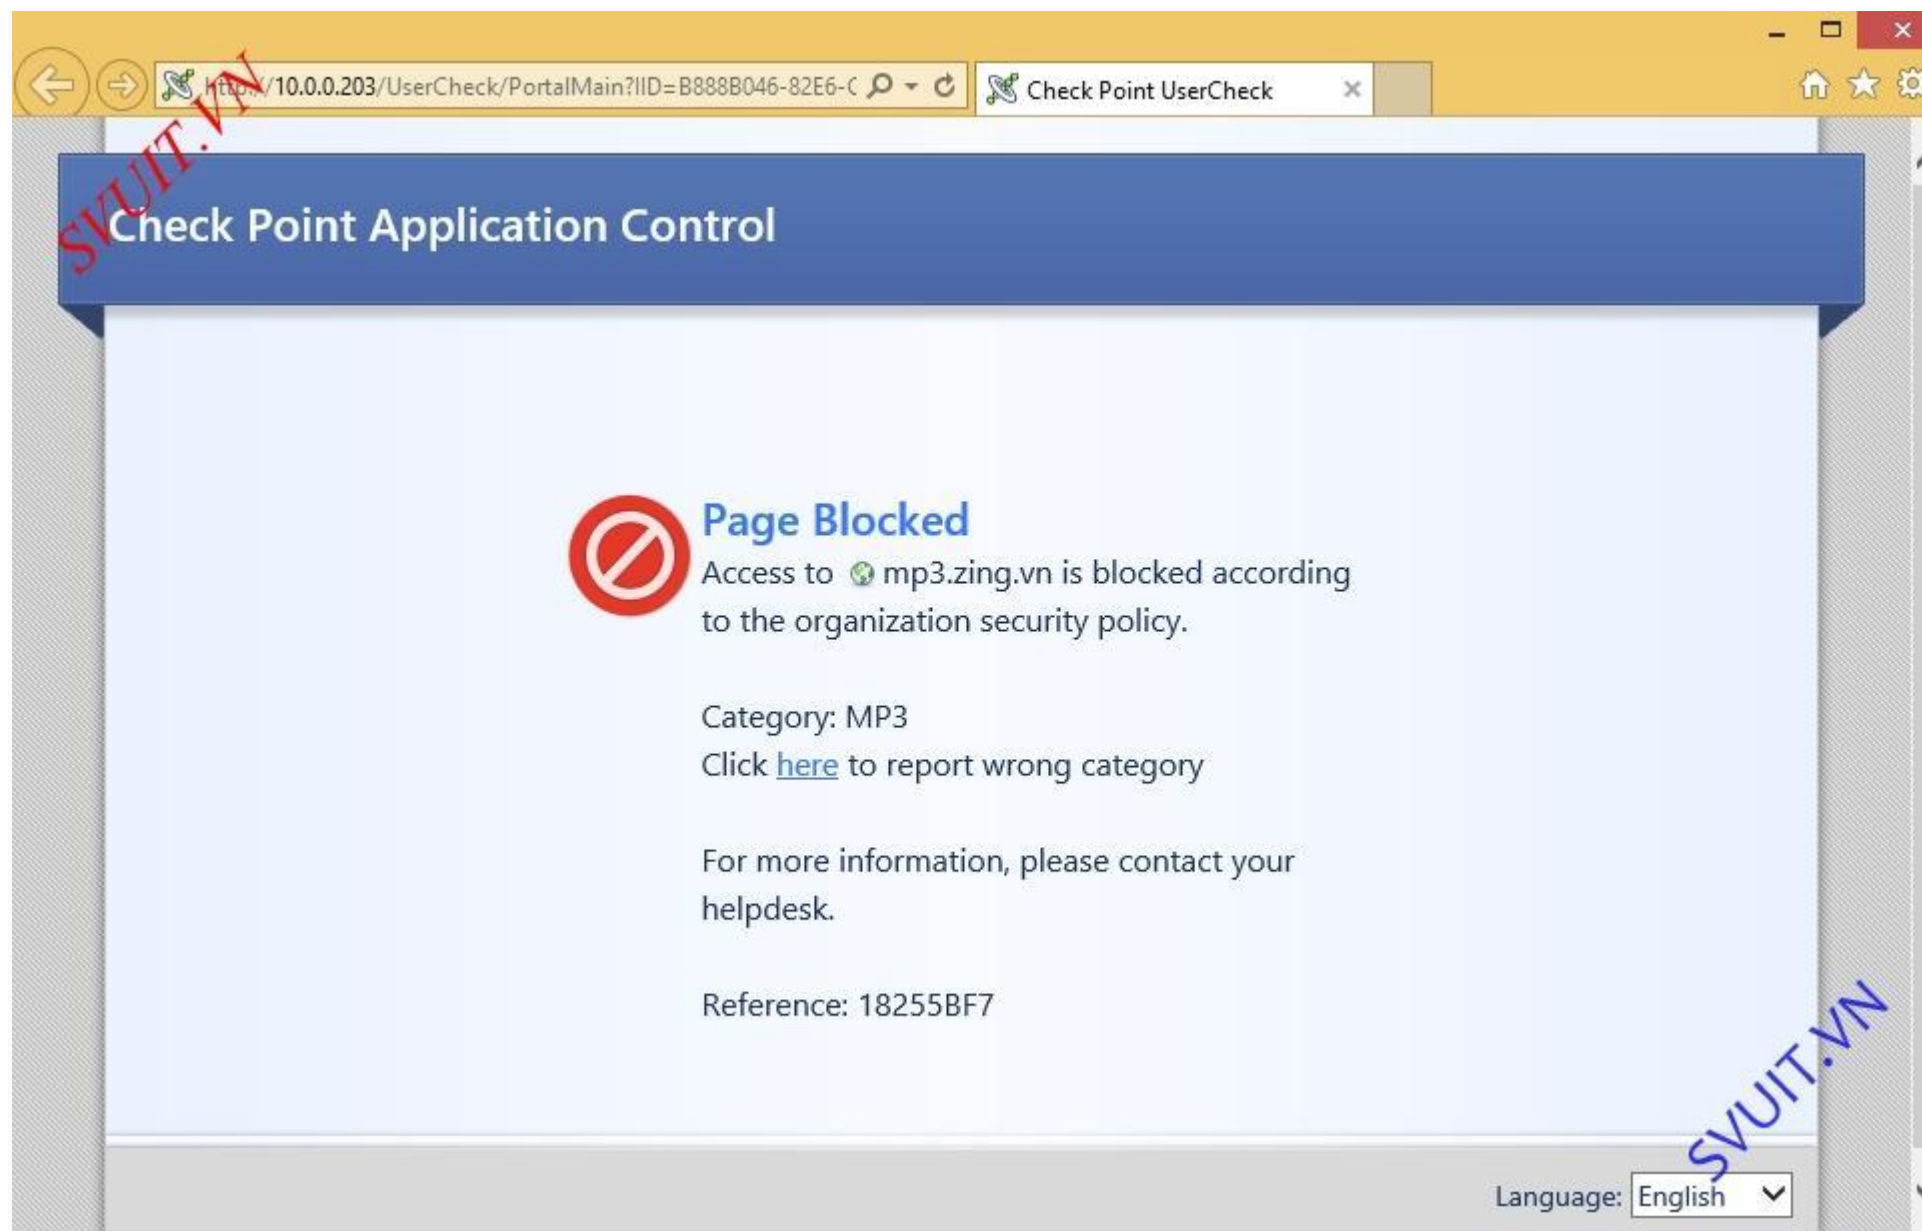 http://10.0.0.203/UserCheck/PortalMain?IID=B888B046-82E6-C
Check Point UserCheck
SVUIT.VN
Check Point Application Control
Page Blocked
Access to mp3.zing.vn is blocked according
to the organization security policy.
Category: MP3
Click here to report wrong category
For more information, please contact your
helpdesk.
Reference: 18255BF7
SVUIT.VN
Language: English